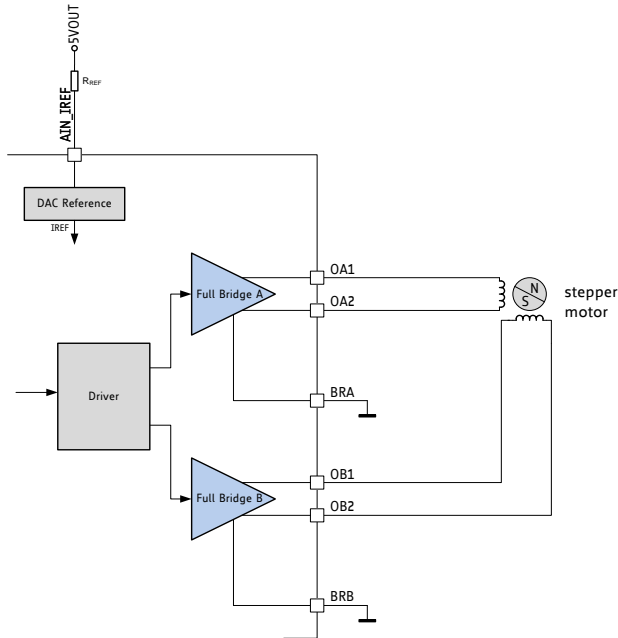 5VOUT
RREF
AIN_IREF
DAC Reference
IREF
Full Bridge A
OA1
OA2
N
S
stepper
motor
BRA
Driver
Full Bridge B
OB1
OB2
BRB